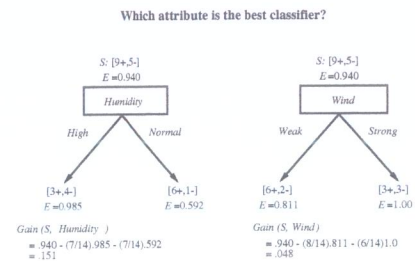 Which attribute is the best classifier?
S: [9+,5-]
E =0.940
Humidity
High
Normal
[3+,4-]
E =0.985
[6+,1-]
E =0.592
Gain (S, Humidity )
= .940 - (7/14).985 - (7/14).592
= .151
S: [9+,5-]
E =0.940
Wind
Weak
Strong
[6+,2-]
E =0.811
[3+,3-]
E =1.00
Gain (S, Wind)
= .940 - (8/14).811 - (6/14)1.0
= .048